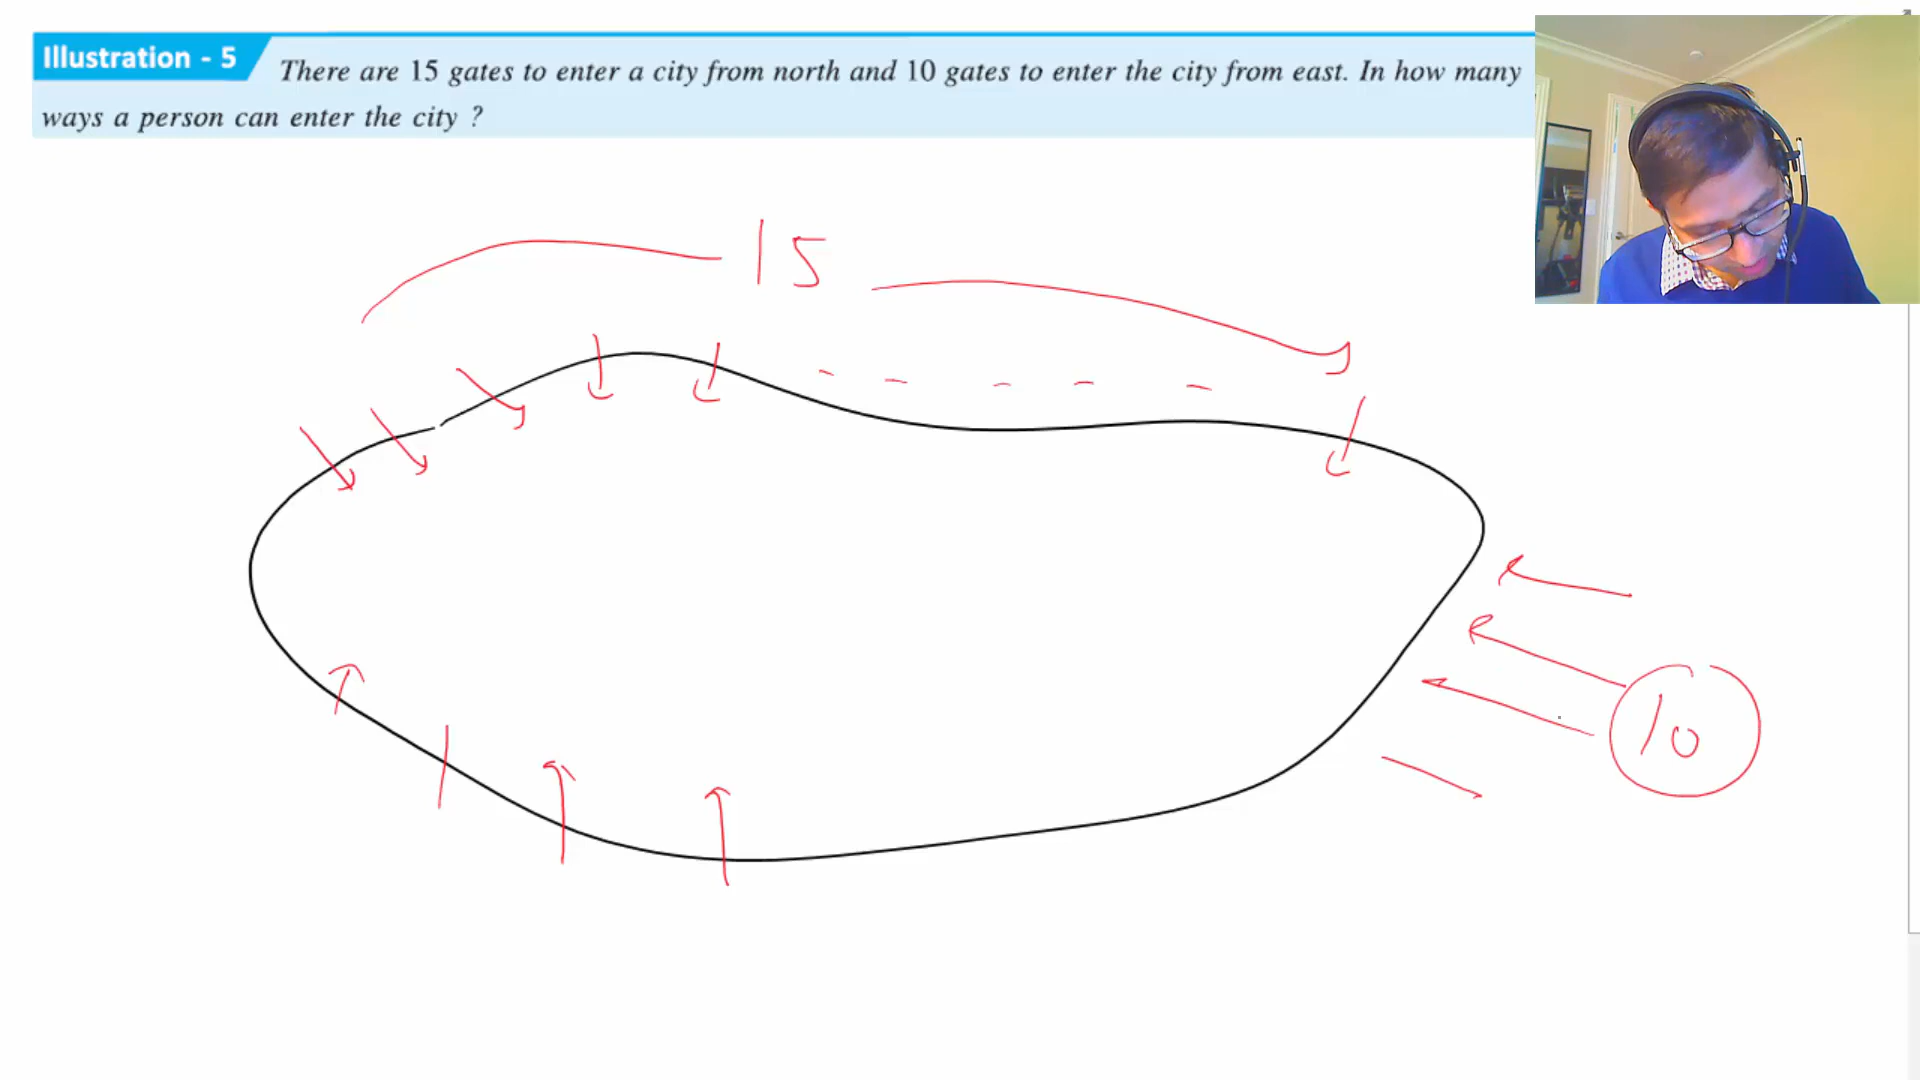 Illustration - 5 There are 15 gates to enter a city from north and 10 gates to enter the city from east. In how many
ways a person can enter the city ?
15
10